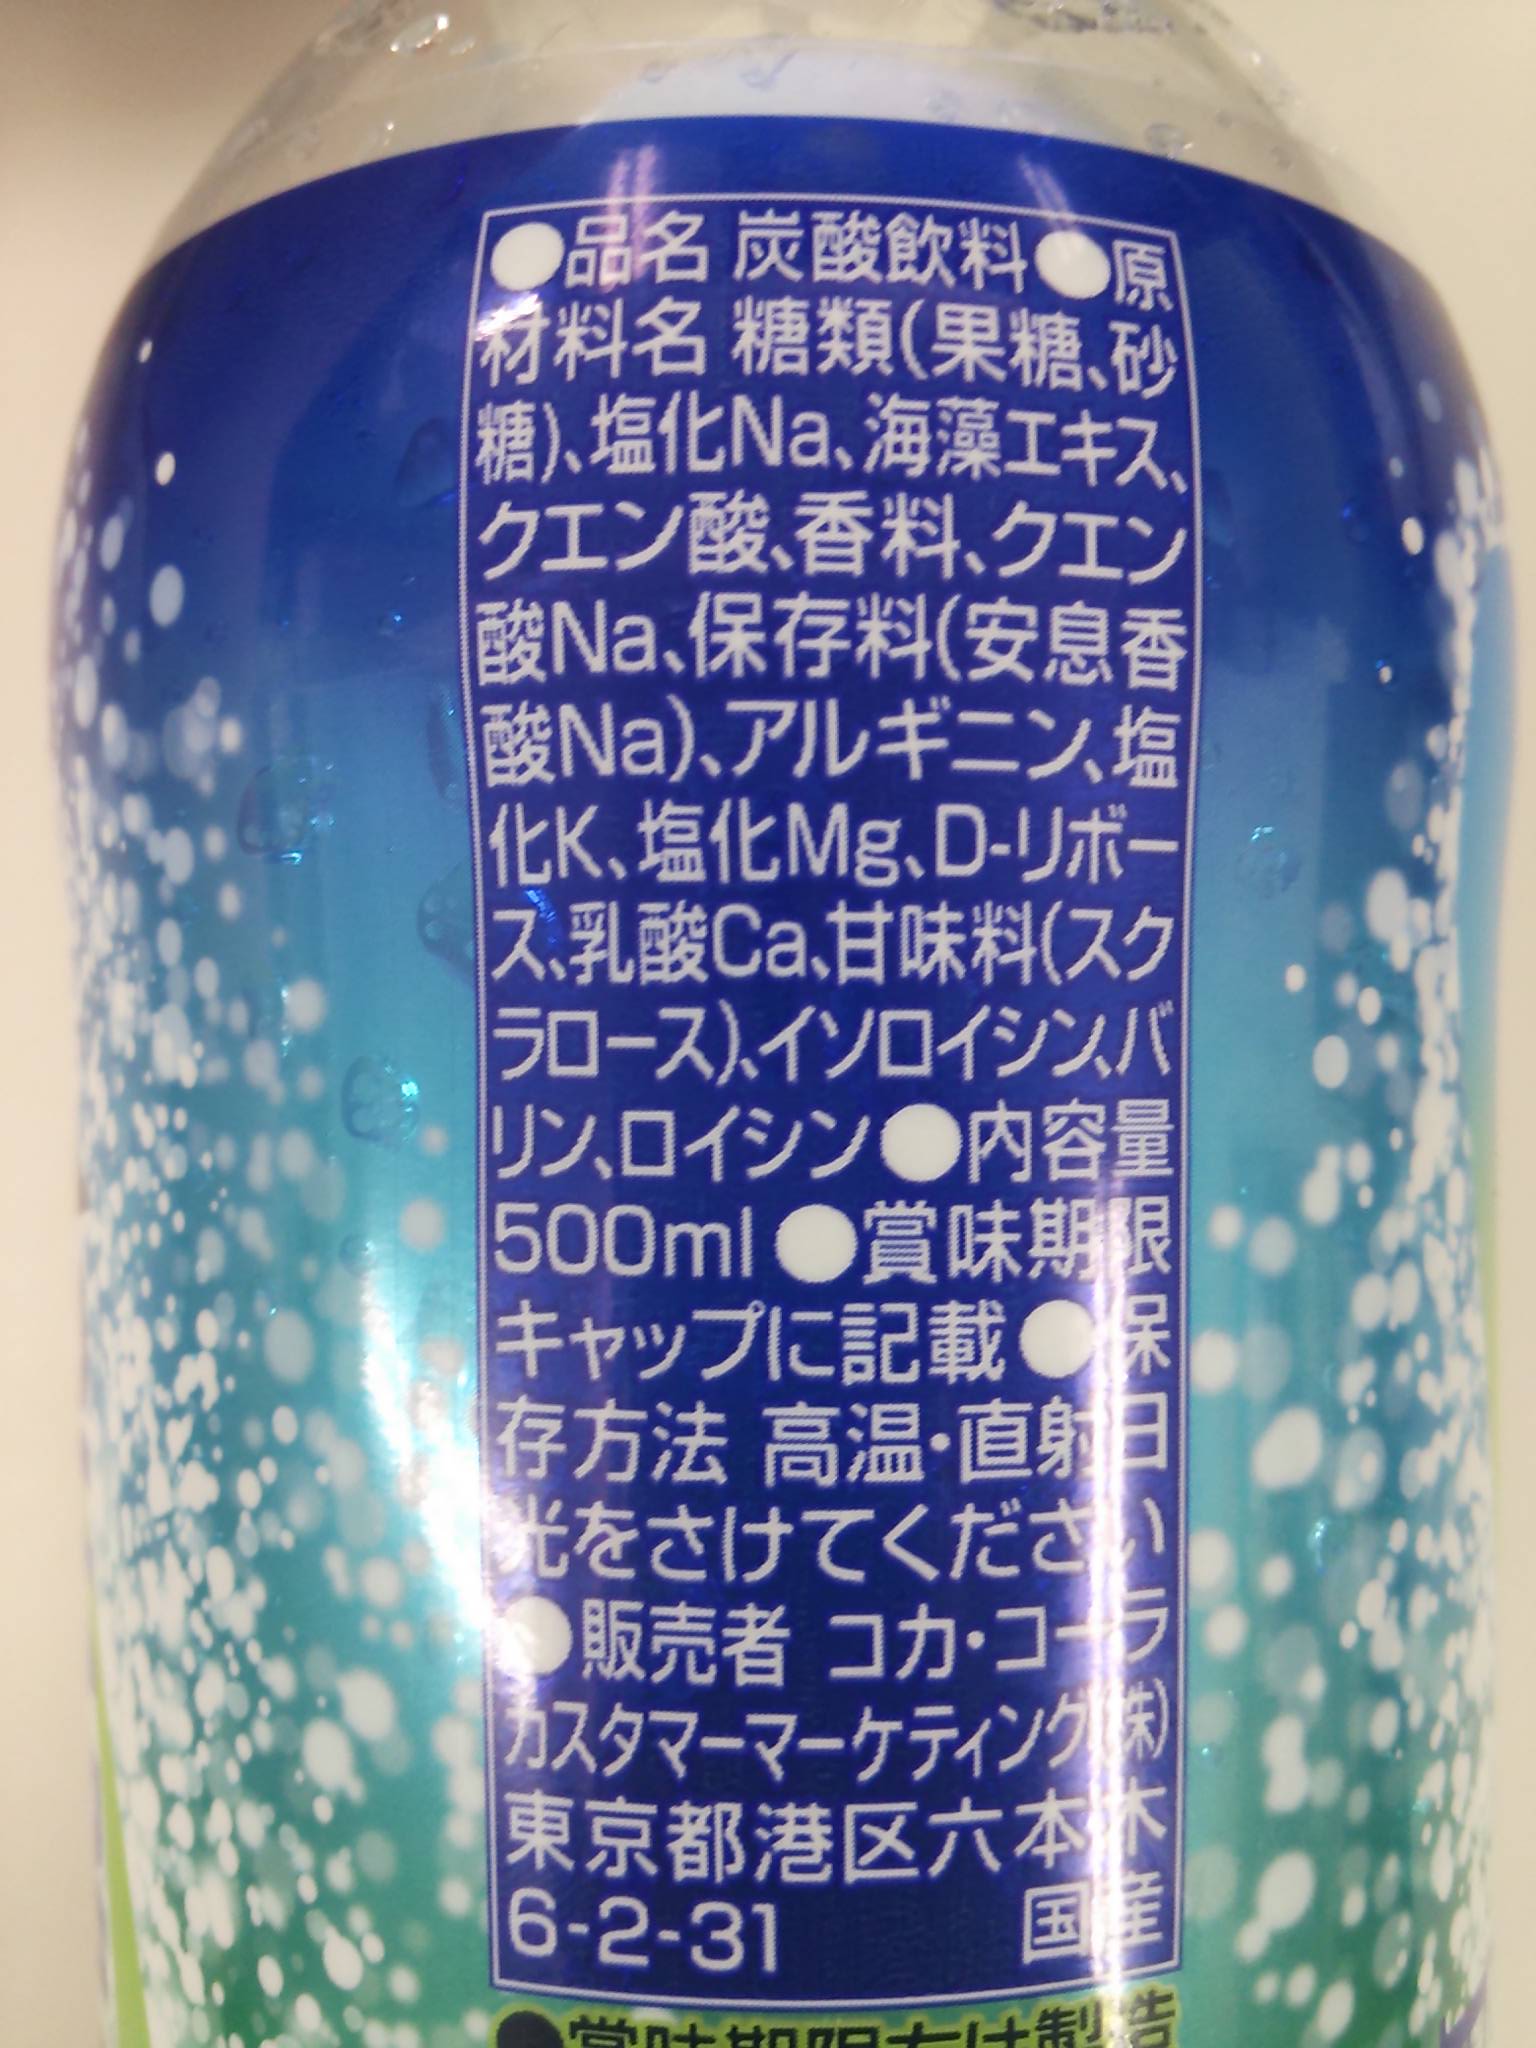 ●品名 炭酸飲料●原
材料名 糖類(果糖、砂
糖)、塩化Na、海藻エキス、
クエン酸、香料、クエン
酸Na、保存料(安息香
酸Na)、アルギニン、塩
化K、塩化Mg、D-リボー
ス、乳酸Ca、甘味料(スク
ラロース)、イソロイシン、バ
リン、ロイシン●内容量
500ml●賞味期限
キャップに記載●保
存方法 高温・直射日
光をさけてください
●販売者 コカ・コーラ
カスタマーマーケティング(株)
東京都港区六本木
6-2-31 国産
●賞味期限右は製造